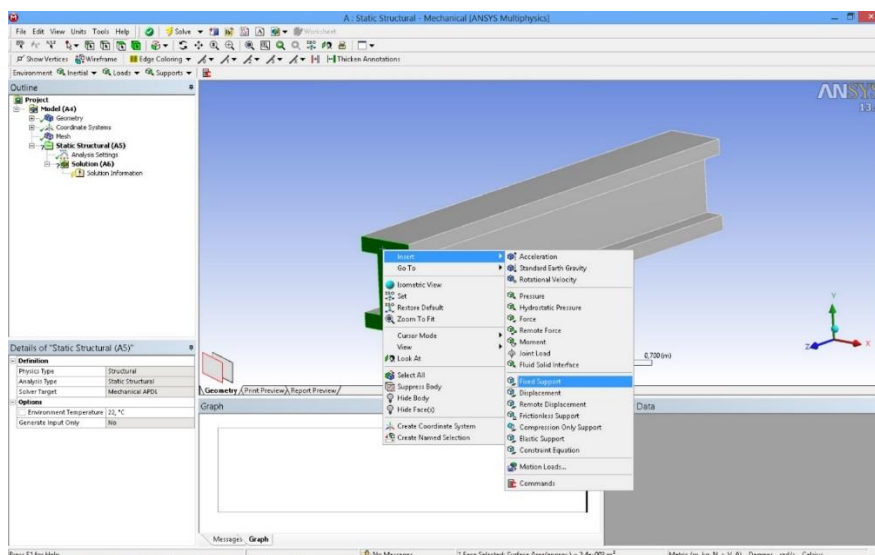 A : Static Structural - Mechanical [ANSYS Multiphysics]
File Edit View Units Tools Help Solve Worksheet
Show Vertices Wireframe Edge Coloring Thicken Annotations
Environment Inertial Loads Supports
Outline
Project
Model (A4)
Geometry
Coordinate Systems
Mesh
Static Structural (A5)
Analysis Settings
Solution (A6)
Solution Information
ANSYS
13
Insert
Go To
Isometric View
Set
Restore Default
Zoom To Fit
Cursor Mode
View
Look At
Select All
Suppress Body
Hide Body
Hide Face(s)
Create Coordinate System
Create Named Selection
Acceleration
Standard Earth Gravity
Rotational Velocity
Pressure
Hydrostatic Pressure
Force
Remote Force
Moment
Joint Load
Fluid Solid Interface
Fixed Support
Displacement
Remote Displacement
Frictionless Support
Compression Only Support
Elastic Support
Constraint Equation
Motion Loads...
Commands
Y
Z X
0,700 (m)
Details of "Static Structural (A5)"
Definition
Physics Type Structural
Analysis Type Static Structural
Solver Target Mechanical APDL
Options
Environment Temperature 22, °C
Generate Input Only No
Geometry Print Preview Report Preview
Graph
Data
Messages Graph
Press F1 for Help
No Messages